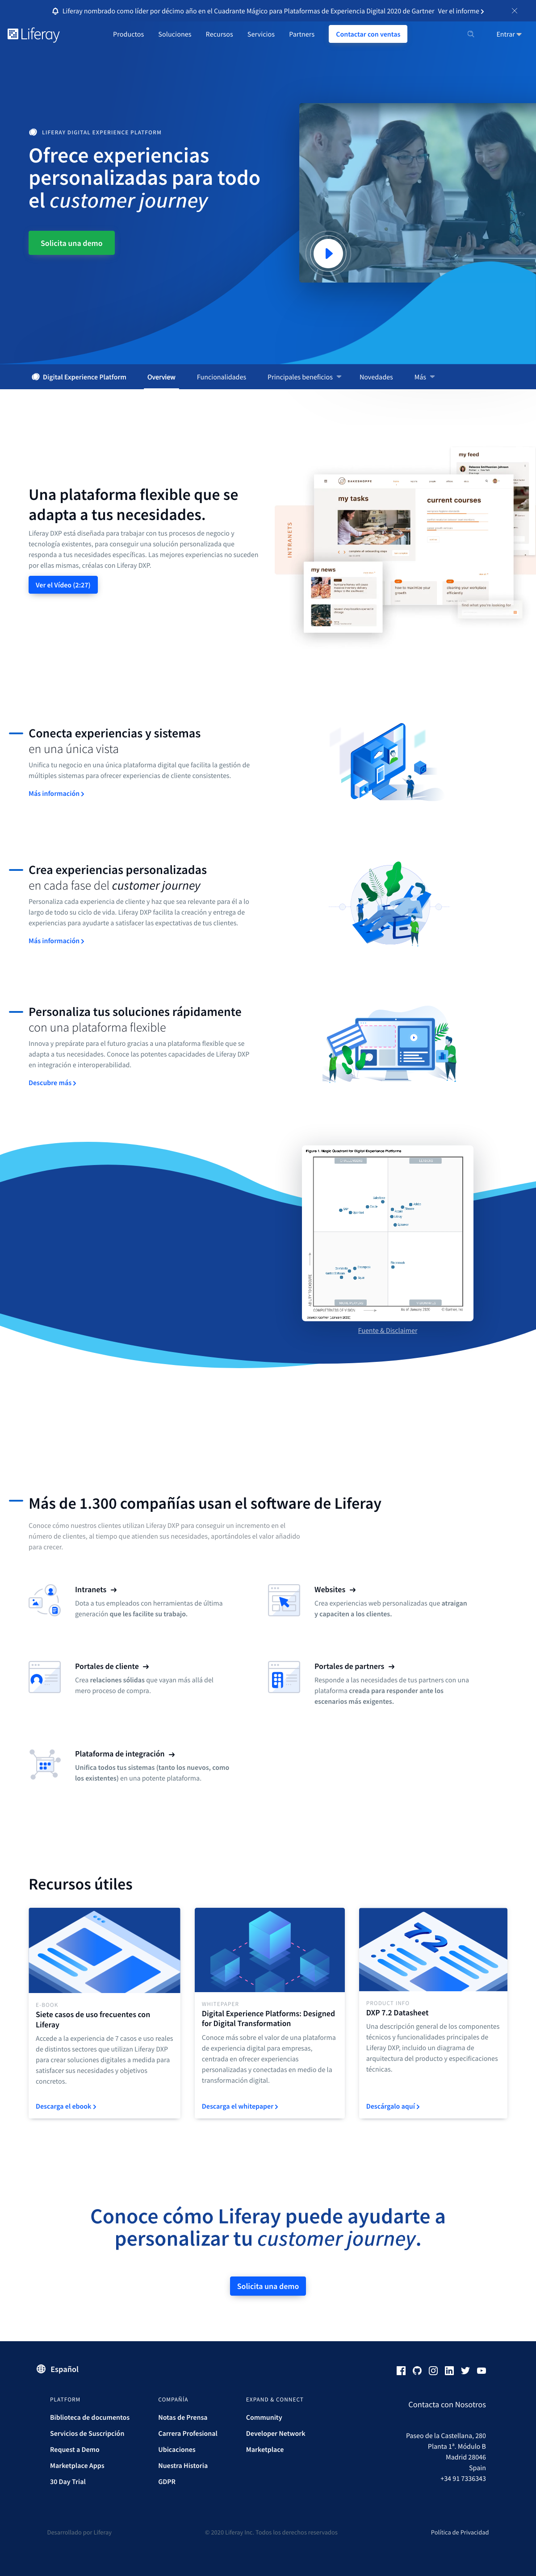 Liferay nombrado como líder por décimo año en el Cuadrante Mágico para Plataformas de Experiencia Digital 2020 de Gartner Ver el informe
Liferay
Productos Soluciones Recursos Servicios Partners Contactar con ventas Entrar
LIFERAY DIGITAL EXPERIENCE PLATFORM
Ofrece experiencias
personalizadas para todo
el customer journey
Solicita una demo
Digital Experience Platform Overview Funcionalidades Principales beneficios Novedades Más
Una plataforma flexible que se
adapta a tus necesidades.
Liferay DXP está diseñada para trabajar con tus procesos de negocio y
tecnología existentes, para conseguir una solución personalizada que
responda a tus necesidades específicas. Las mejores experiencias no suceden
por ellas mismas, créalas con Liferay DXP.
Ver el Vídeo (2:27)
my feed
my tasks
current courses
INTRANETS
my news
Conecta experiencias y sistemas
en una única vista
Unifica tu negocio en una única plataforma digital que facilita la gestión de
múltiples sistemas para ofrecer experiencias de cliente consistentes.
Más información
Crea experiencias personalizadas
en cada fase del customer journey
Personaliza cada experiencia de cliente y haz que sea relevante para él a lo
largo de todo su ciclo de vida. Liferay DXP facilita la creación y entrega de
experiencias para ayudarte a satisfacer las expectativas de tus clientes.
Más información
Personaliza tus soluciones rápidamente
con una plataforma flexible
Innova y prepárate para el futuro gracias a una plataforma flexible que se
adapta a tus necesidades. Conoce las potentes capacidades de Liferay DXP
en integración e interoperabilidad.
Descubre más
Figure 1. Magic Quadrant for Digital Experience Platforms
Fuente & Disclaimer
Más de 1.300 compañías usan el software de Liferay
Conoce cómo nuestros clientes utilizan Liferay DXP para conseguir un incremento en el
número de clientes, al tiempo que atienden sus necesidades, aportándoles el valor añadido
para crecer.
Intranets
Dota a tus empleados con herramientas de última
generación que les facilite su trabajo.
Websites
Crea experiencias web personalizadas que atraigan
y capaciten a los clientes.
Portales de cliente
Crea relaciones sólidas que vayan más allá del
mero proceso de compra.
Portales de partners
Responde a las necesidades de tus partners con una
plataforma creada para responder ante los
escenarios más exigentes.
Plataforma de integración
Unifica todos tus sistemas (tanto los nuevos, como
los existentes) en una potente plataforma.
Recursos útiles
E-BOOK
Siete casos de uso frecuentes con
Liferay
Accede a la experiencia de 7 casos e uso reales
de distintos sectores que utilizan Liferay DXP
para crear soluciones digitales a medida para
satisfacer sus necesidades y objetivos
concretos.
Descarga el ebook
WHITEPAPER
Digital Experience Platforms: Designed
for Digital Transformation
Conoce más sobre el valor de una plataforma
de experiencia digital para empresas,
centrada en ofrecer experiencias
personalizadas y conectadas en medio de la
transformación digital.
Descarga el whitepaper
7.2
PRODUCT INFO
DXP 7.2 Datasheet
Una descripción general de los componentes
técnicos y funcionalidades principales de
Liferay DXP, incluido un diagrama de
arquitectura del producto y especificaciones
técnicas.
Descárgalo aquí
Conoce cómo Liferay puede ayudarte a
personalizar tu customer journey.
Solicita una demo
Español
PLATFORM
Biblioteca de documentos
Servicios de Suscripción
Request a Demo
Marketplace Apps
30 Day Trial
COMPAÑÍA
Notas de Prensa
Carrera Profesional
Ubicaciones
Nuestra Historia
GDPR
EXPAND & CONNECT
Community
Developer Network
Marketplace
Contacta con Nosotros
Paseo de la Castellana, 280
Planta 1ª. Módulo B
Madrid 28046
Spain
+34 91 7336343
Desarrollado por Liferay
© 2020 Liferay Inc. Todos los derechos reservados
Política de Privacidad